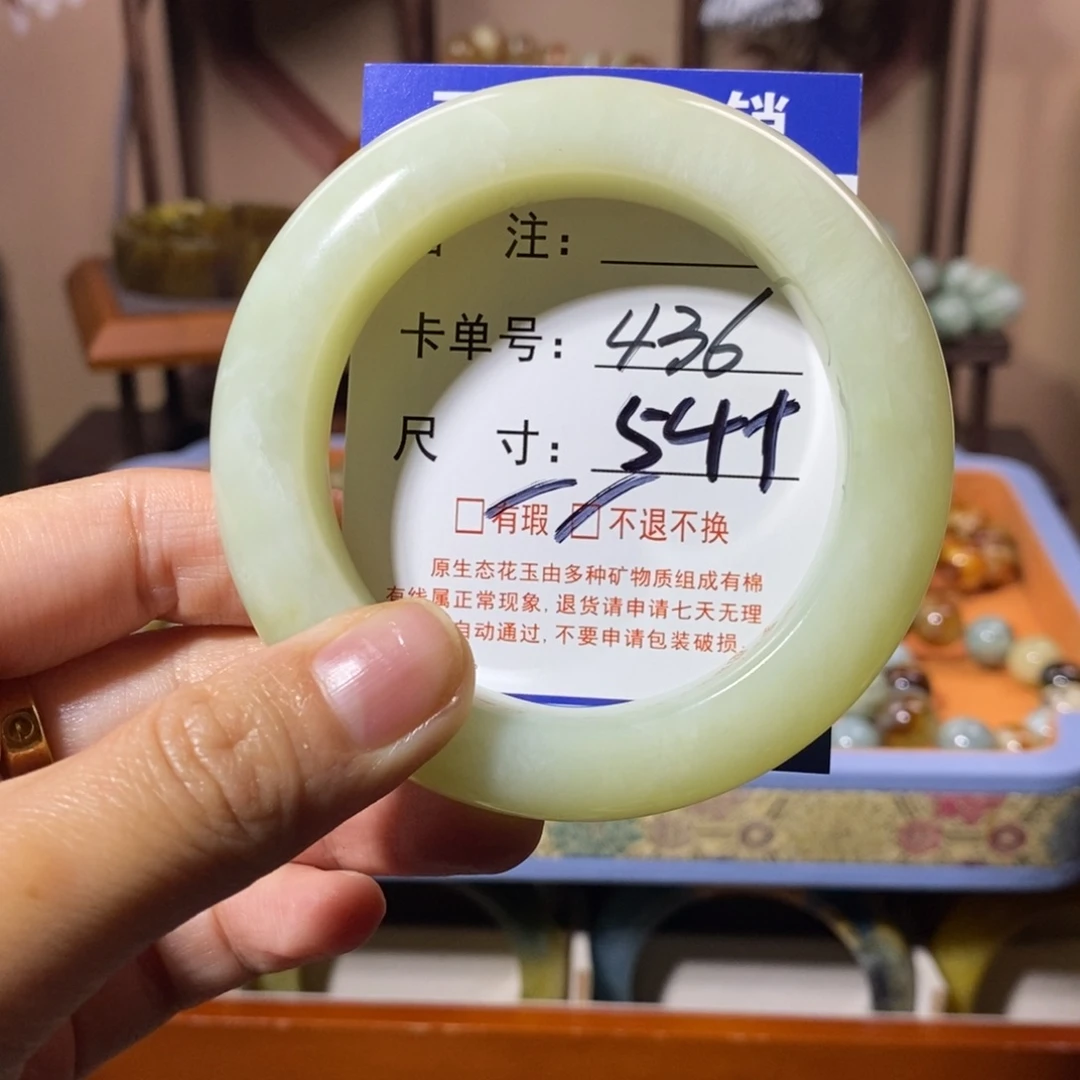 销
注：
卡单号：436
尺 寸：54
□有瑕 □不退不换
原生态花玉由多种矿物质组成有棉
有线属正常现象，退货请申请七天无理
自动通过，不要申请包装破损。